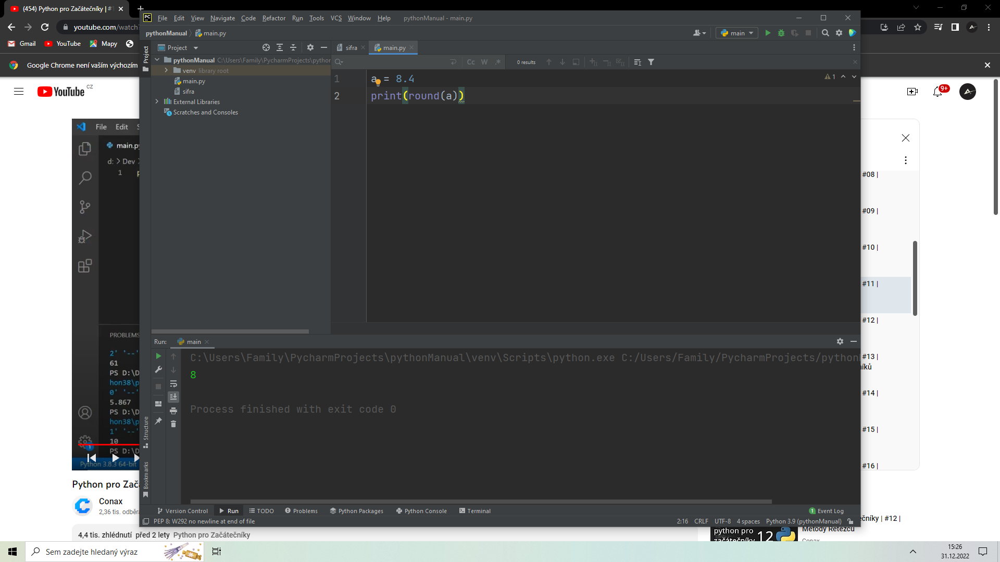 (454) Python pro Začátečníky | #1
youtube.com/watch?
Gmail YouTube Mapy
Google Chrome není vaším výchozím
YouTube CZ
9+
File Edit S
main.py
d: > Dev >
1 p
PROBLEMS
2' '--'
61
PS D:\D
hon38\p
0' '--'
5.867
PS D:\D
hon38\p
1' '--'
10
PS D:\D
1
Python 3.8.3 64-bit
Python pro Zač
Conax
2,36 tis. odběr
4,4 tis. zhlédnutí před 2 lety Python pro Začátečníky
PC File Edit View Navigate Code Refactor Run Tools VCS Window Help pythonManual - main.py
pythonManual main.py
main
Project
Project
sifra main.py
pythonManual C:\Users\Family\PycharmProjects\python
venv library root
main.py
sifra
External Libraries
Scratches and Consoles
Cc W .* 0 results
1 a = 8.4
2 print(round(a))
1
Run: main
C:\Users\Family\PycharmProjects\pythonManual\venv\Scripts\python.exe C:/Users/Family/PycharmProjects/python
8
Process finished with exit code 0
Structure
Bookmarks
Version Control Run TODO Problems Python Packages Python Console Terminal 1 Event Log
PEP 8: W292 no newline at end of file 2:16 CRLF UTF-8 4 spaces Python 3.9 (pythonManual)
#08 |
#09 |
#10 |
#11 |
#12 |
#13 |
níků
#14 |
#15 |
#16 |
ečníky | #12 |
Metody Řetězců
Conax
python pro
začátečníky 12
Sem zadejte hledaný výraz
15:26
31.12.2022